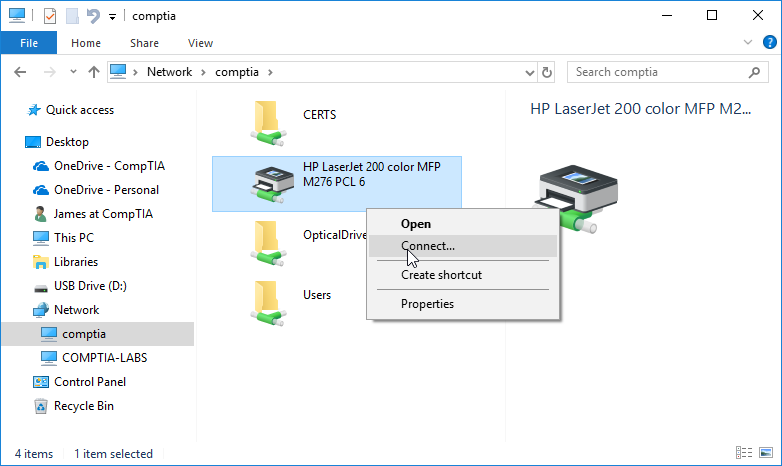 comptia
File Home Share View
Network comptia
Search comptia
Quick access
Desktop
OneDrive - CompTIA
OneDrive - Personal
James at CompTIA
This PC
Libraries
USB Drive (D:)
Network
comptia
COMPTIA-LABS
Control Panel
Recycle Bin
CERTS
HP LaserJet 200 color MFP
M276 PCL 6
OpticalDrive
Users
Open
Connect...
Create shortcut
Properties
HP LaserJet 200 color MFP M2...
4 items 1 item selected